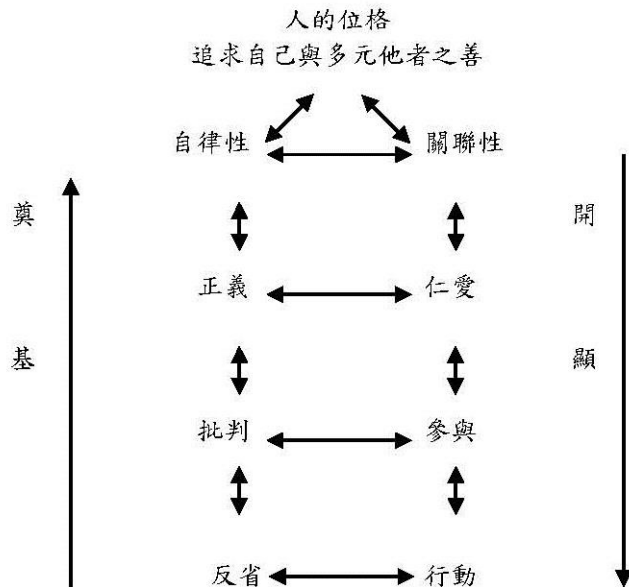 人的位格
追求自己與多元他者之善
自律性 關聯性
奠 開
正義 仁愛
基 顯
批判 參與
反省 行動